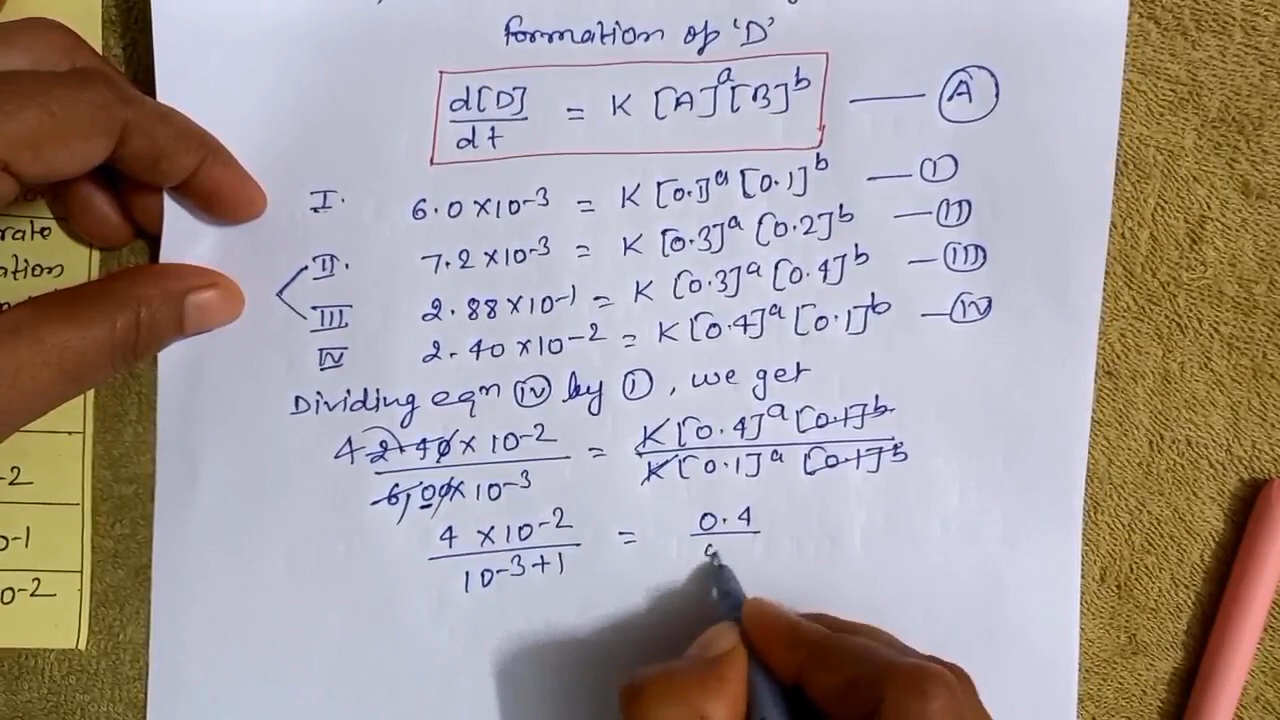 formation of 'D'
d[D]/dt = K [A]^a [B]^b — (A)
I. 6.0 × 10^-3 = K [0.1]^a [0.1]^b — (I)
II. 7.2 × 10^-3 = K [0.3]^a [0.2]^b — (II)
III 2.88 × 10^-1 = K [0.3]^a [0.4]^b — (III)
IV 2.40 × 10^-2 = K [0.4]^a [0.1]^b — (IV)
Dividing eqn (IV) by (I), we get
4 2.40 × 10^-2 / 6.00 × 10^-3 = K [0.4]^a [0.1]^b / K [0.1]^a [0.1]^b
4 × 10^-2 / 10^-3+1 = 0.4
rate
ation
-2
0-1
0-2